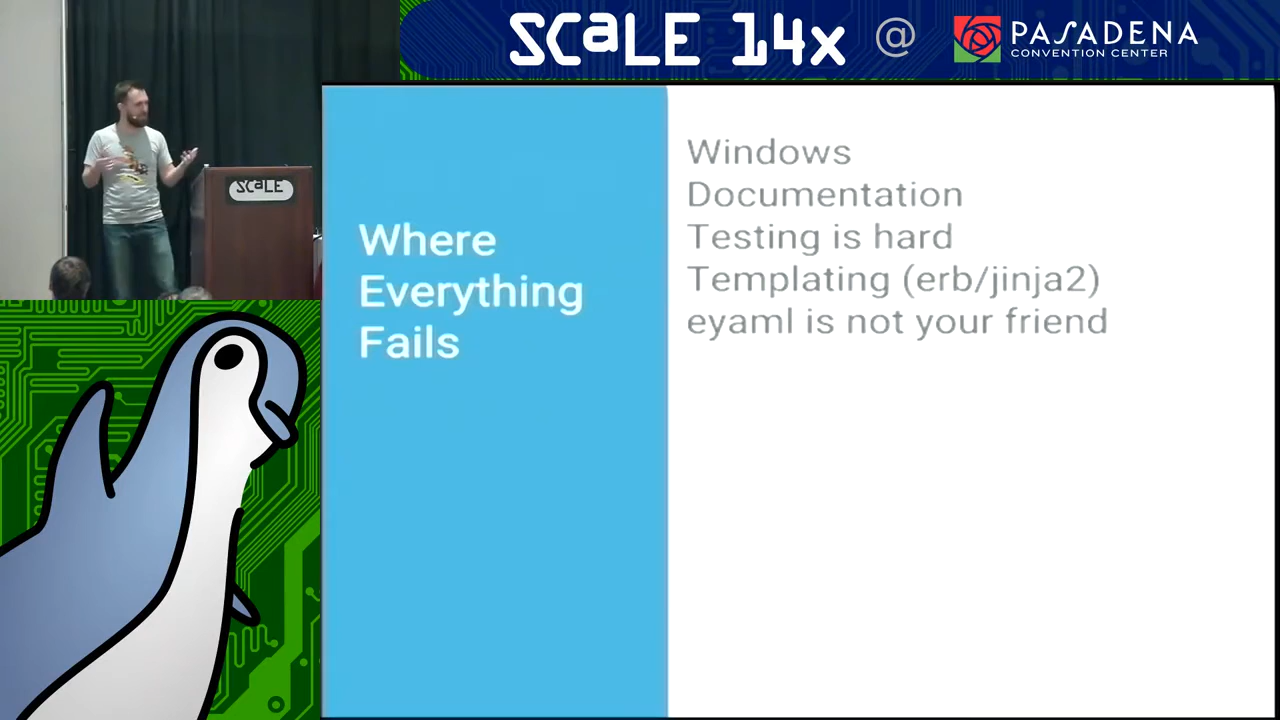 SCaLE 14x @ PASADENA
CONVENTION CENTER
SCaLE
Where
Everything
Fails
Windows
Documentation
Testing is hard
Templating (erb/jinja2)
eyaml is not your friend